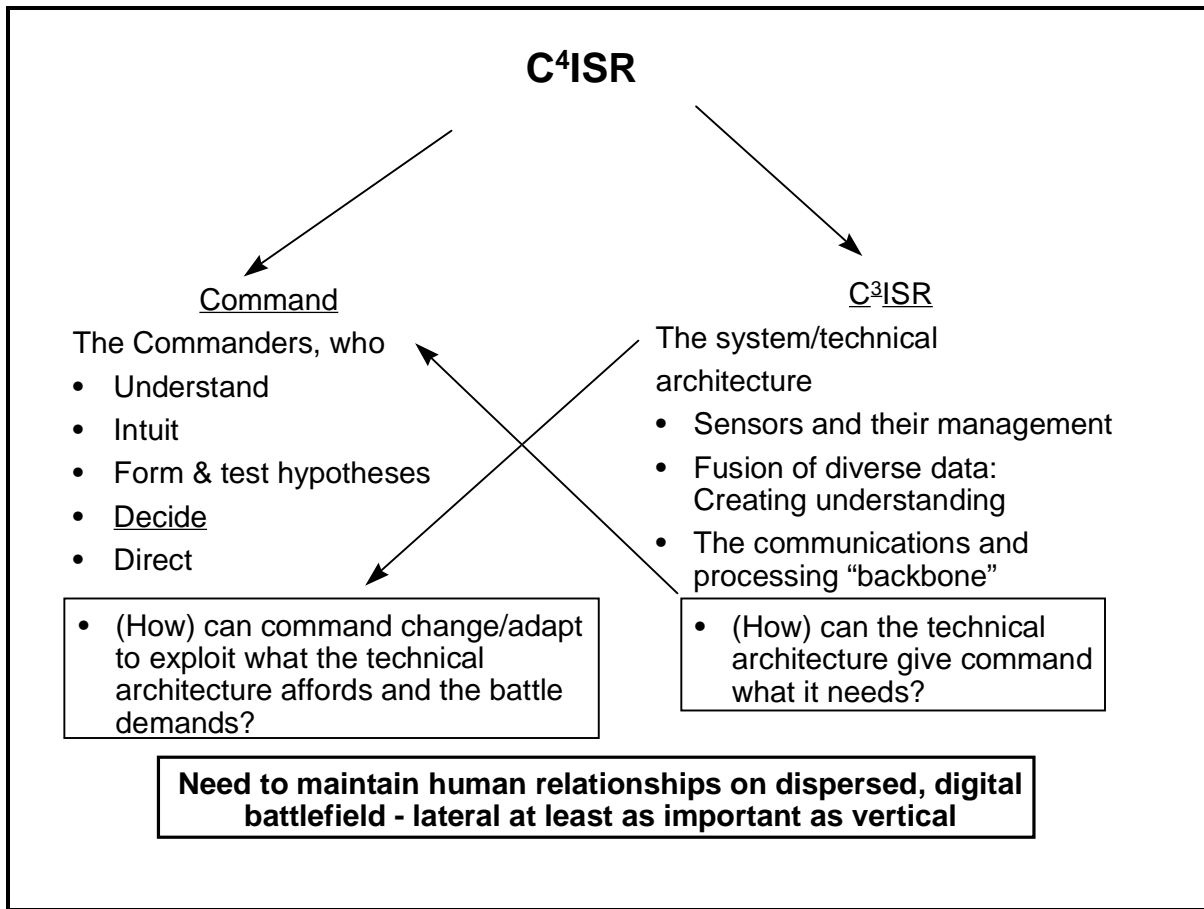 C⁴ISR
Command
The Commanders, who
• Understand
• Intuit
• Form & test hypotheses
• Decide
• Direct
• (How) can command change/adapt
to exploit what the technical
architecture affords and the battle
demands?
C³ISR
The system/technical
architecture
• Sensors and their management
• Fusion of diverse data:
Creating understanding
• The communications and
processing “backbone”
• (How) can the technical
architecture give command
what it needs?
Need to maintain human relationships on dispersed, digital
battlefield - lateral at least as important as vertical